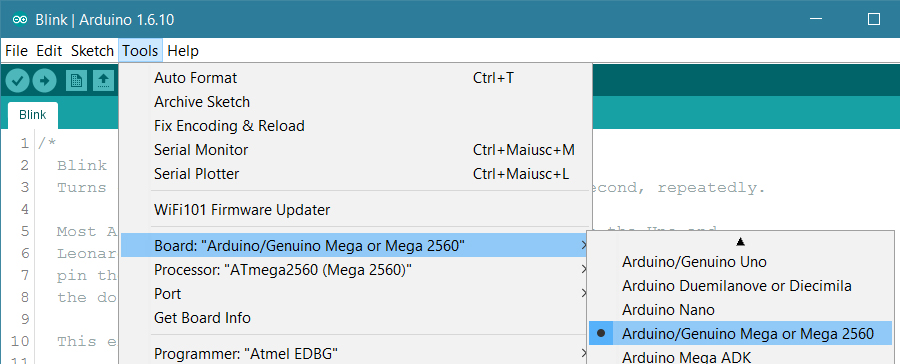 Blink | Arduino 1.6.10
File Edit Sketch Tools Help
Auto Format Ctrl+T
Archive Sketch
Fix Encoding & Reload
Serial Monitor Ctrl+Maiusc+M
Serial Plotter Ctrl+Maiusc+L
WiFi101 Firmware Updater
Board: "Arduino/Genuino Mega or Mega 2560"
Processor: "ATmega2560 (Mega 2560)"
Port
Get Board Info
Programmer: "Atmel EDBG"
Arduino/Genuino Uno
Arduino Duemilanove or Diecimila
Arduino Nano
Arduino/Genuino Mega or Mega 2560
Arduino Mega ADK
Blink
1 /*
2 Blink
3 Turns econd, repeatedly.
4
5 Most A the Uno and
6 Leonar
7 pin th
8 the do
9
10 This e
11